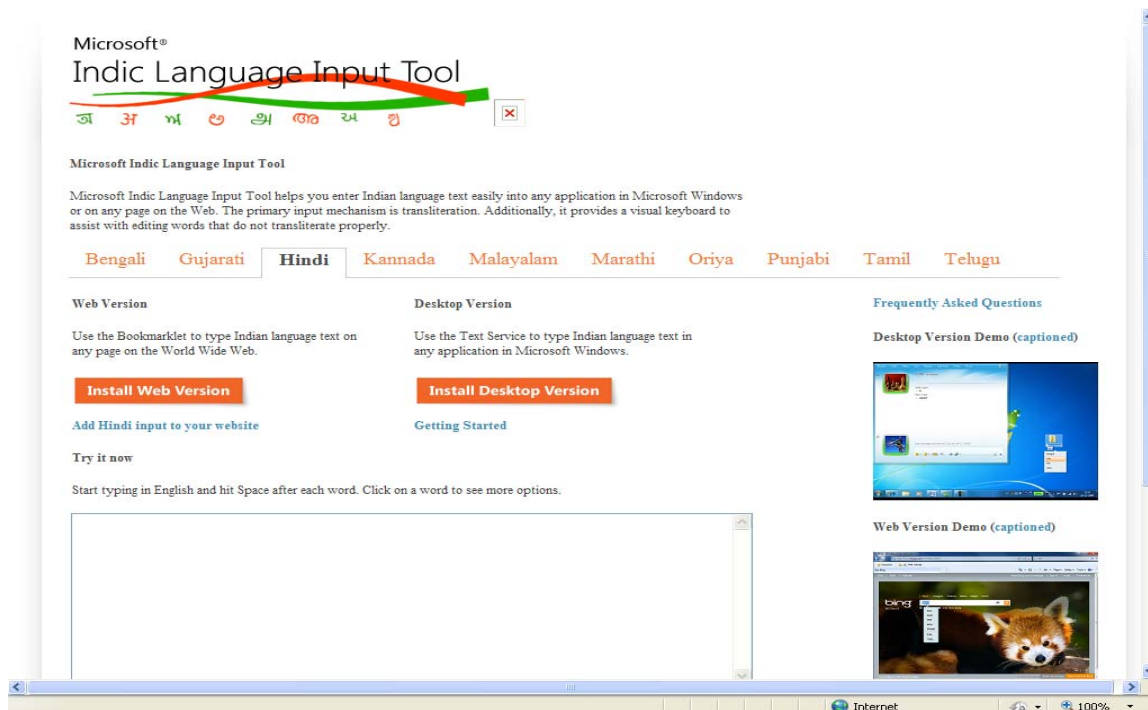 Microsoft®
Indic Language Input Tool
অ अ ਅ అ அ അ અ ଅ
Microsoft Indic Language Input Tool
Microsoft Indic Language Input Tool helps you enter Indian language text easily into any application in Microsoft Windows
or on any page on the Web. The primary input mechanism is transliteration. Additionally, it provides a visual keyboard to
assist with editing words that do not transliterate properly.
Bengali Gujarati Hindi Kannada Malayalam Marathi Oriya Punjabi Tamil Telugu
Web Version
Use the Bookmarklet to type Indian language text on
any page on the World Wide Web.
Install Web Version
Add Hindi input to your website
Desktop Version
Use the Text Service to type Indian language text in
any application in Microsoft Windows.
Install Desktop Version
Getting Started
Try it now
Start typing in English and hit Space after each word. Click on a word to see more options.
Frequently Asked Questions
Desktop Version Demo (captioned)
Web Version Demo (captioned)
bing
Internet
100%